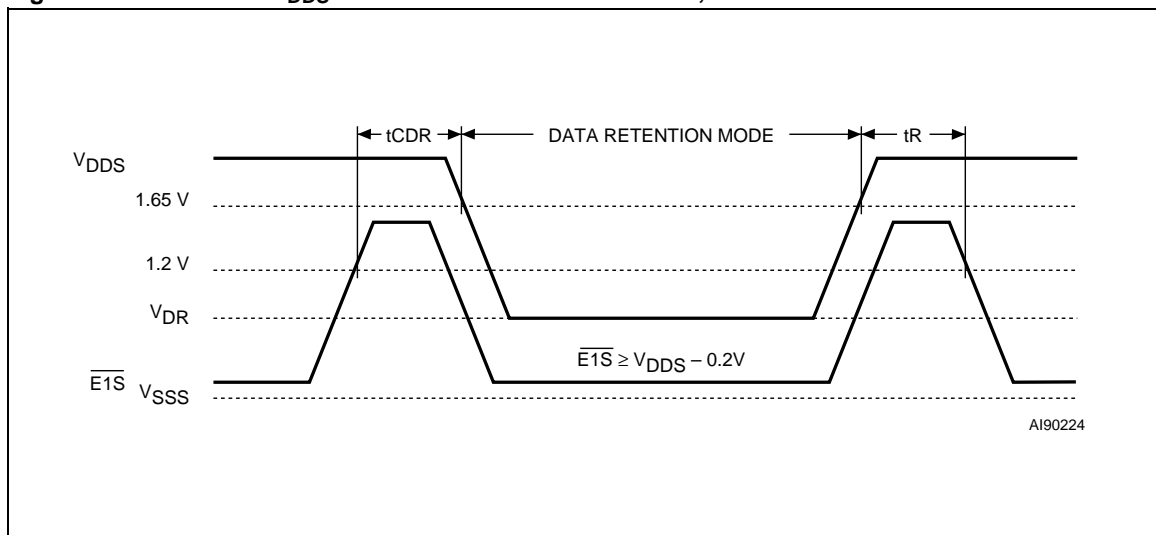 tCDR DATA RETENTION MODE tR
VDDS
1.65 V
1.2 V
VDR
E1S ≥ VDDS – 0.2V
E1S VSSS
AI90224